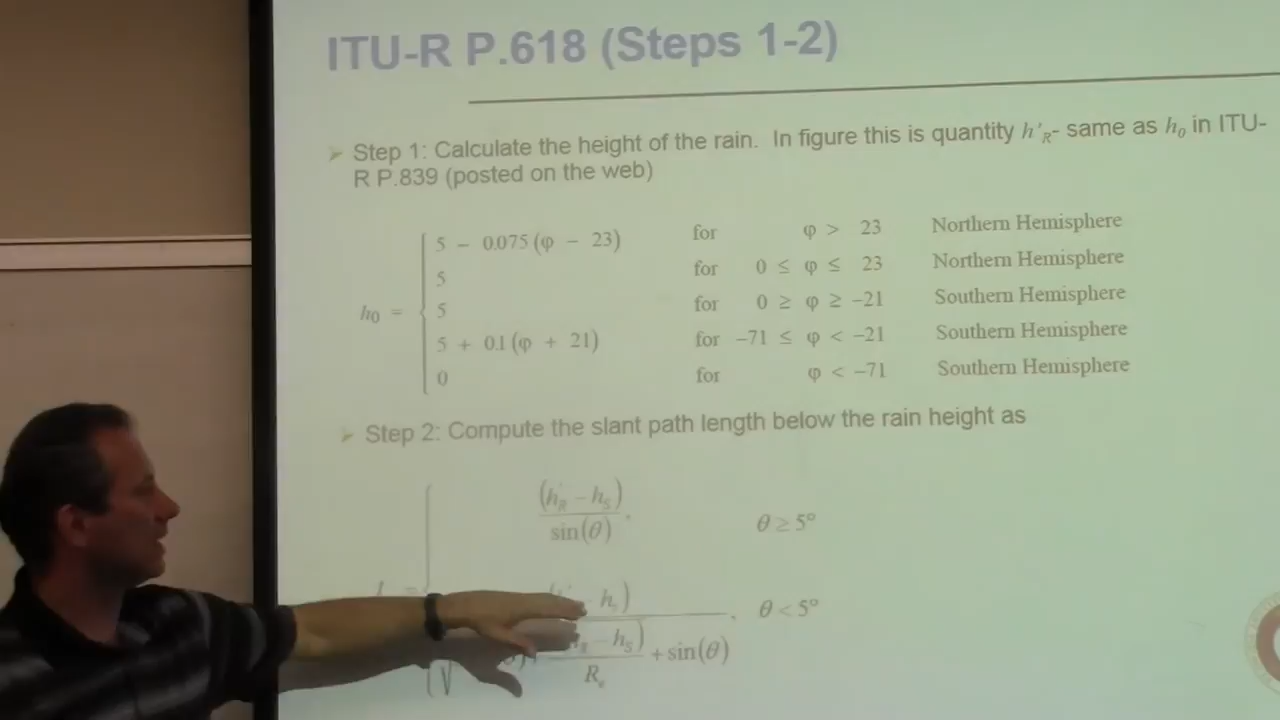 ITU-R P.618 (Steps 1-2)
Step 1: Calculate the height of the rain. In figure this is quantity h'R- same as h0 in ITU-
R P.839 (posted on the web)
5 - 0.075 (φ - 23) for φ > 23 Northern Hemisphere
5 for 0 ≤ φ ≤ 23 Northern Hemisphere
h0 = 5 for 0 ≥ φ ≥ -21 Southern Hemisphere
5 + 0.1 (φ + 21) for -71 ≤ φ < -21 Southern Hemisphere
0 for φ < -71 Southern Hemisphere
Step 2: Compute the slant path length below the rain height as
(h'R - hS)
sin(θ) , θ ≥ 5°
- hs) , θ < 5°
- hS) + sin(θ)
Re